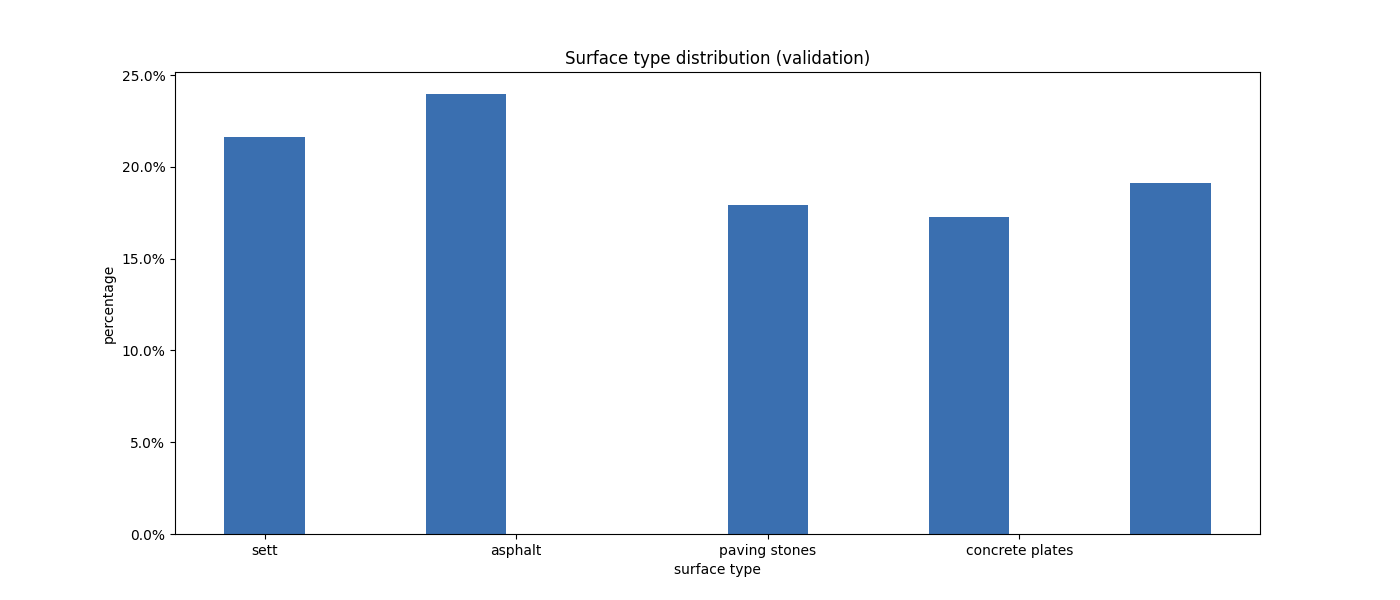 Surface type distribution (validation)
25.0%
20.0%
15.0%
10.0%
5.0%
0.0%
percentage
sett asphalt paving stones concrete plates
surface type